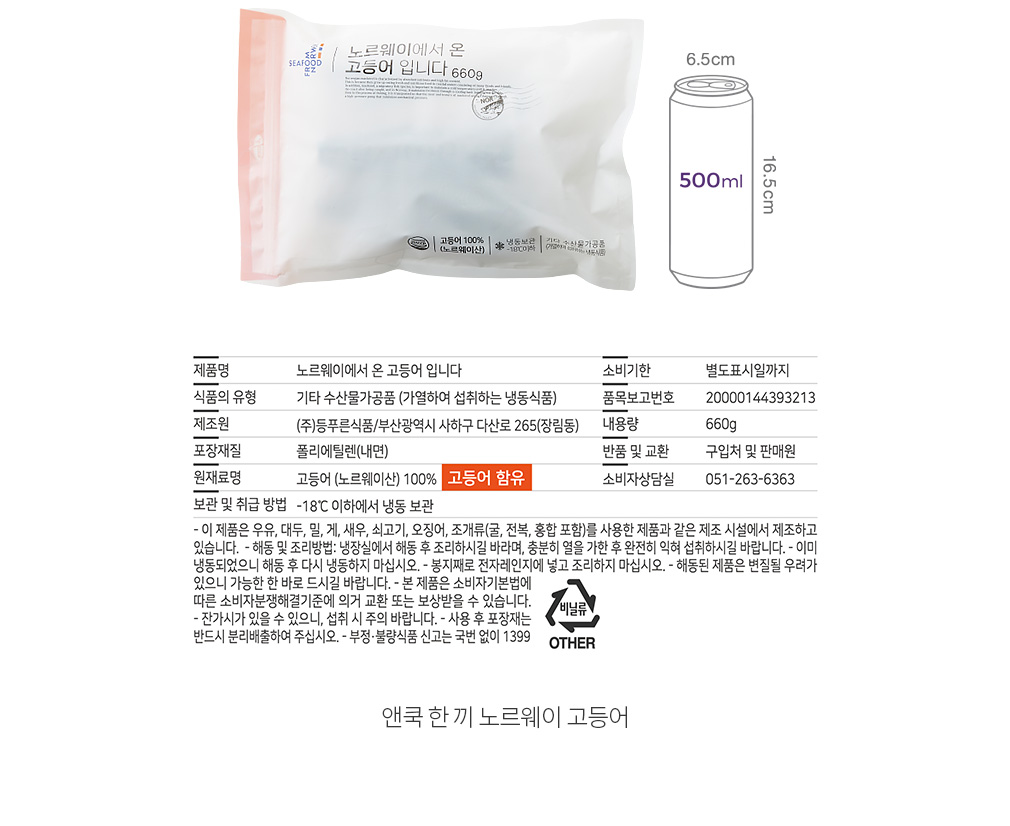 SEAFOOD
FROM
NORWAY
노르웨이에서 온
고등어 입니다 660g
NOR
고등어 100%
(노르웨이산)
냉동보관
-18℃이하
기타 수산물가공품
(가열하여 섭취하는 냉동식품)
6.5cm
500ml
16.5cm
제품명 노르웨이에서 온 고등어 입니다 소비기한 별도표시일까지
식품의 유형 기타 수산물가공품 (가열하여 섭취하는 냉동식품) 품목보고번호 20000144393213
제조원 (주)등푸른식품/부산광역시 사하구 다산로 265(장림동) 내용량 660g
포장재질 폴리에틸렌(내면) 반품 및 교환 구입처 및 판매원
원재료명 고등어 (노르웨이산) 100% 고등어 함유 소비자상담실 051-263-6363
보관 및 취급 방법 -18℃ 이하에서 냉동 보관
- 이 제품은 우유, 대두, 밀, 게, 새우, 쇠고기, 오징어, 조개류(굴, 전복, 홍합 포함)를 사용한 제품과 같은 제조 시설에서 제조하고
있습니다. - 해동 및 조리방법: 냉장실에서 해동 후 조리하시길 바라며, 충분히 열을 가한 후 완전히 익혀 섭취하시길 바랍니다. - 이미
냉동되었으니 해동 후 다시 냉동하지 마십시오. - 봉지째로 전자레인지에 넣고 조리하지 마십시오. - 해동된 제품은 변질될 우려가
있으니 가능한 한 바로 드시길 바랍니다. - 본 제품은 소비자기본법에
따른 소비자분쟁해결기준에 의거 교환 또는 보상받을 수 있습니다.
- 잔가시가 있을 수 있으니, 섭취 시 주의 바랍니다. - 사용 후 포장재는
반드시 분리배출하여 주십시오. - 부정·불량식품 신고는 국번 없이 1399
비닐류
OTHER
앤쿡 한 끼 노르웨이 고등어